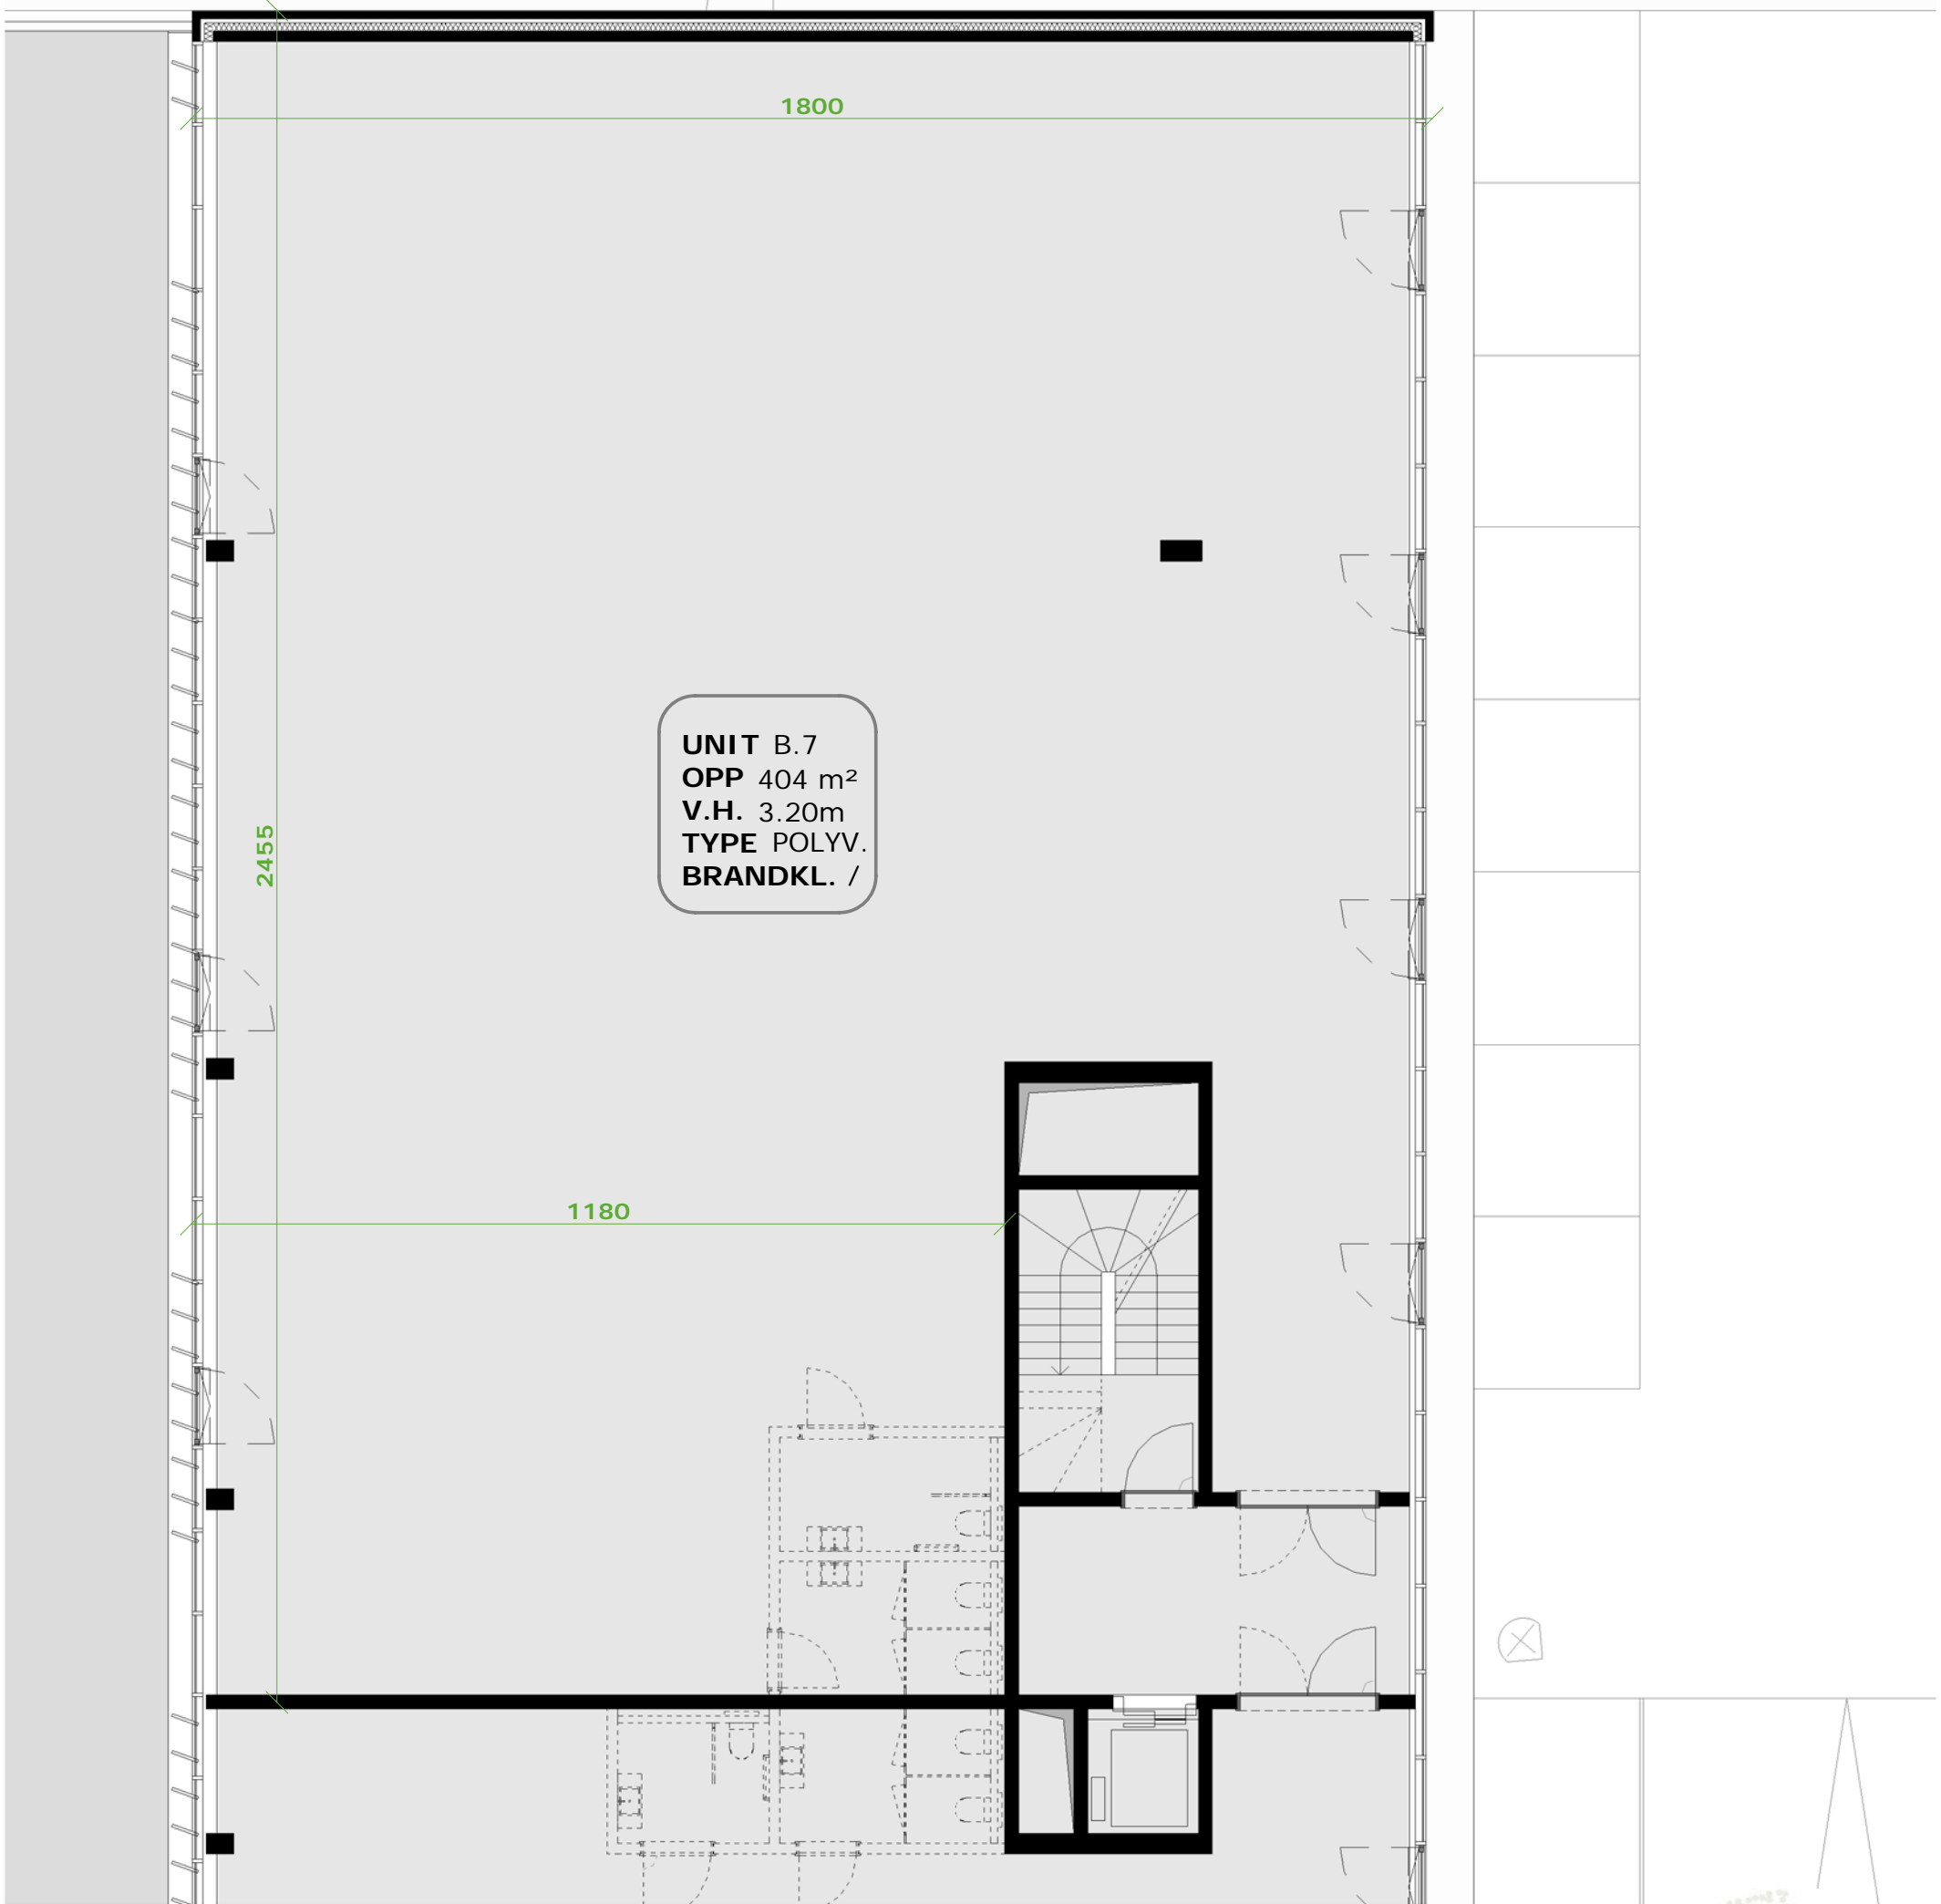 1800
UNIT B.7
OPP 404 m²
V.H. 3.20m
TYPE POLYV.
BRANDKL. /
2455
1180